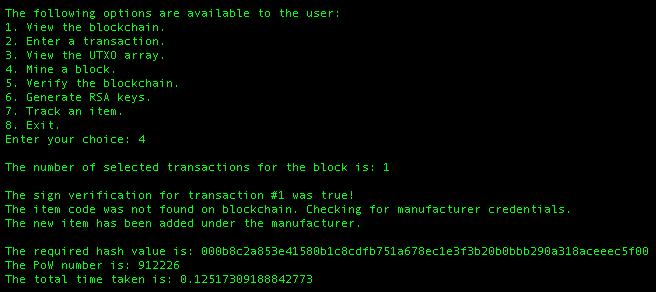 The following options are available to the user:
1. View the blockchain.
2. Enter a transaction.
3. View the UTXO array.
4. Mine a block.
5. Verify the blockchain.
6. Generate RSA keys.
7. Track an item.
8. Exit.
Enter your choice: 4
The number of selected transactions for the block is: 1
The sign verification for transaction #1 was true!
The item code was not found on blockchain. Checking for manufacturer credentials.
The new item has been added under the manufacturer.
The required hash value is: 000b8c2a853e41580b1c8cdfb751a678ec1e3f3b20b0bbb290a318aceeec5f00
The PoW number is: 912226
The total time taken is: 0.12517309188842773